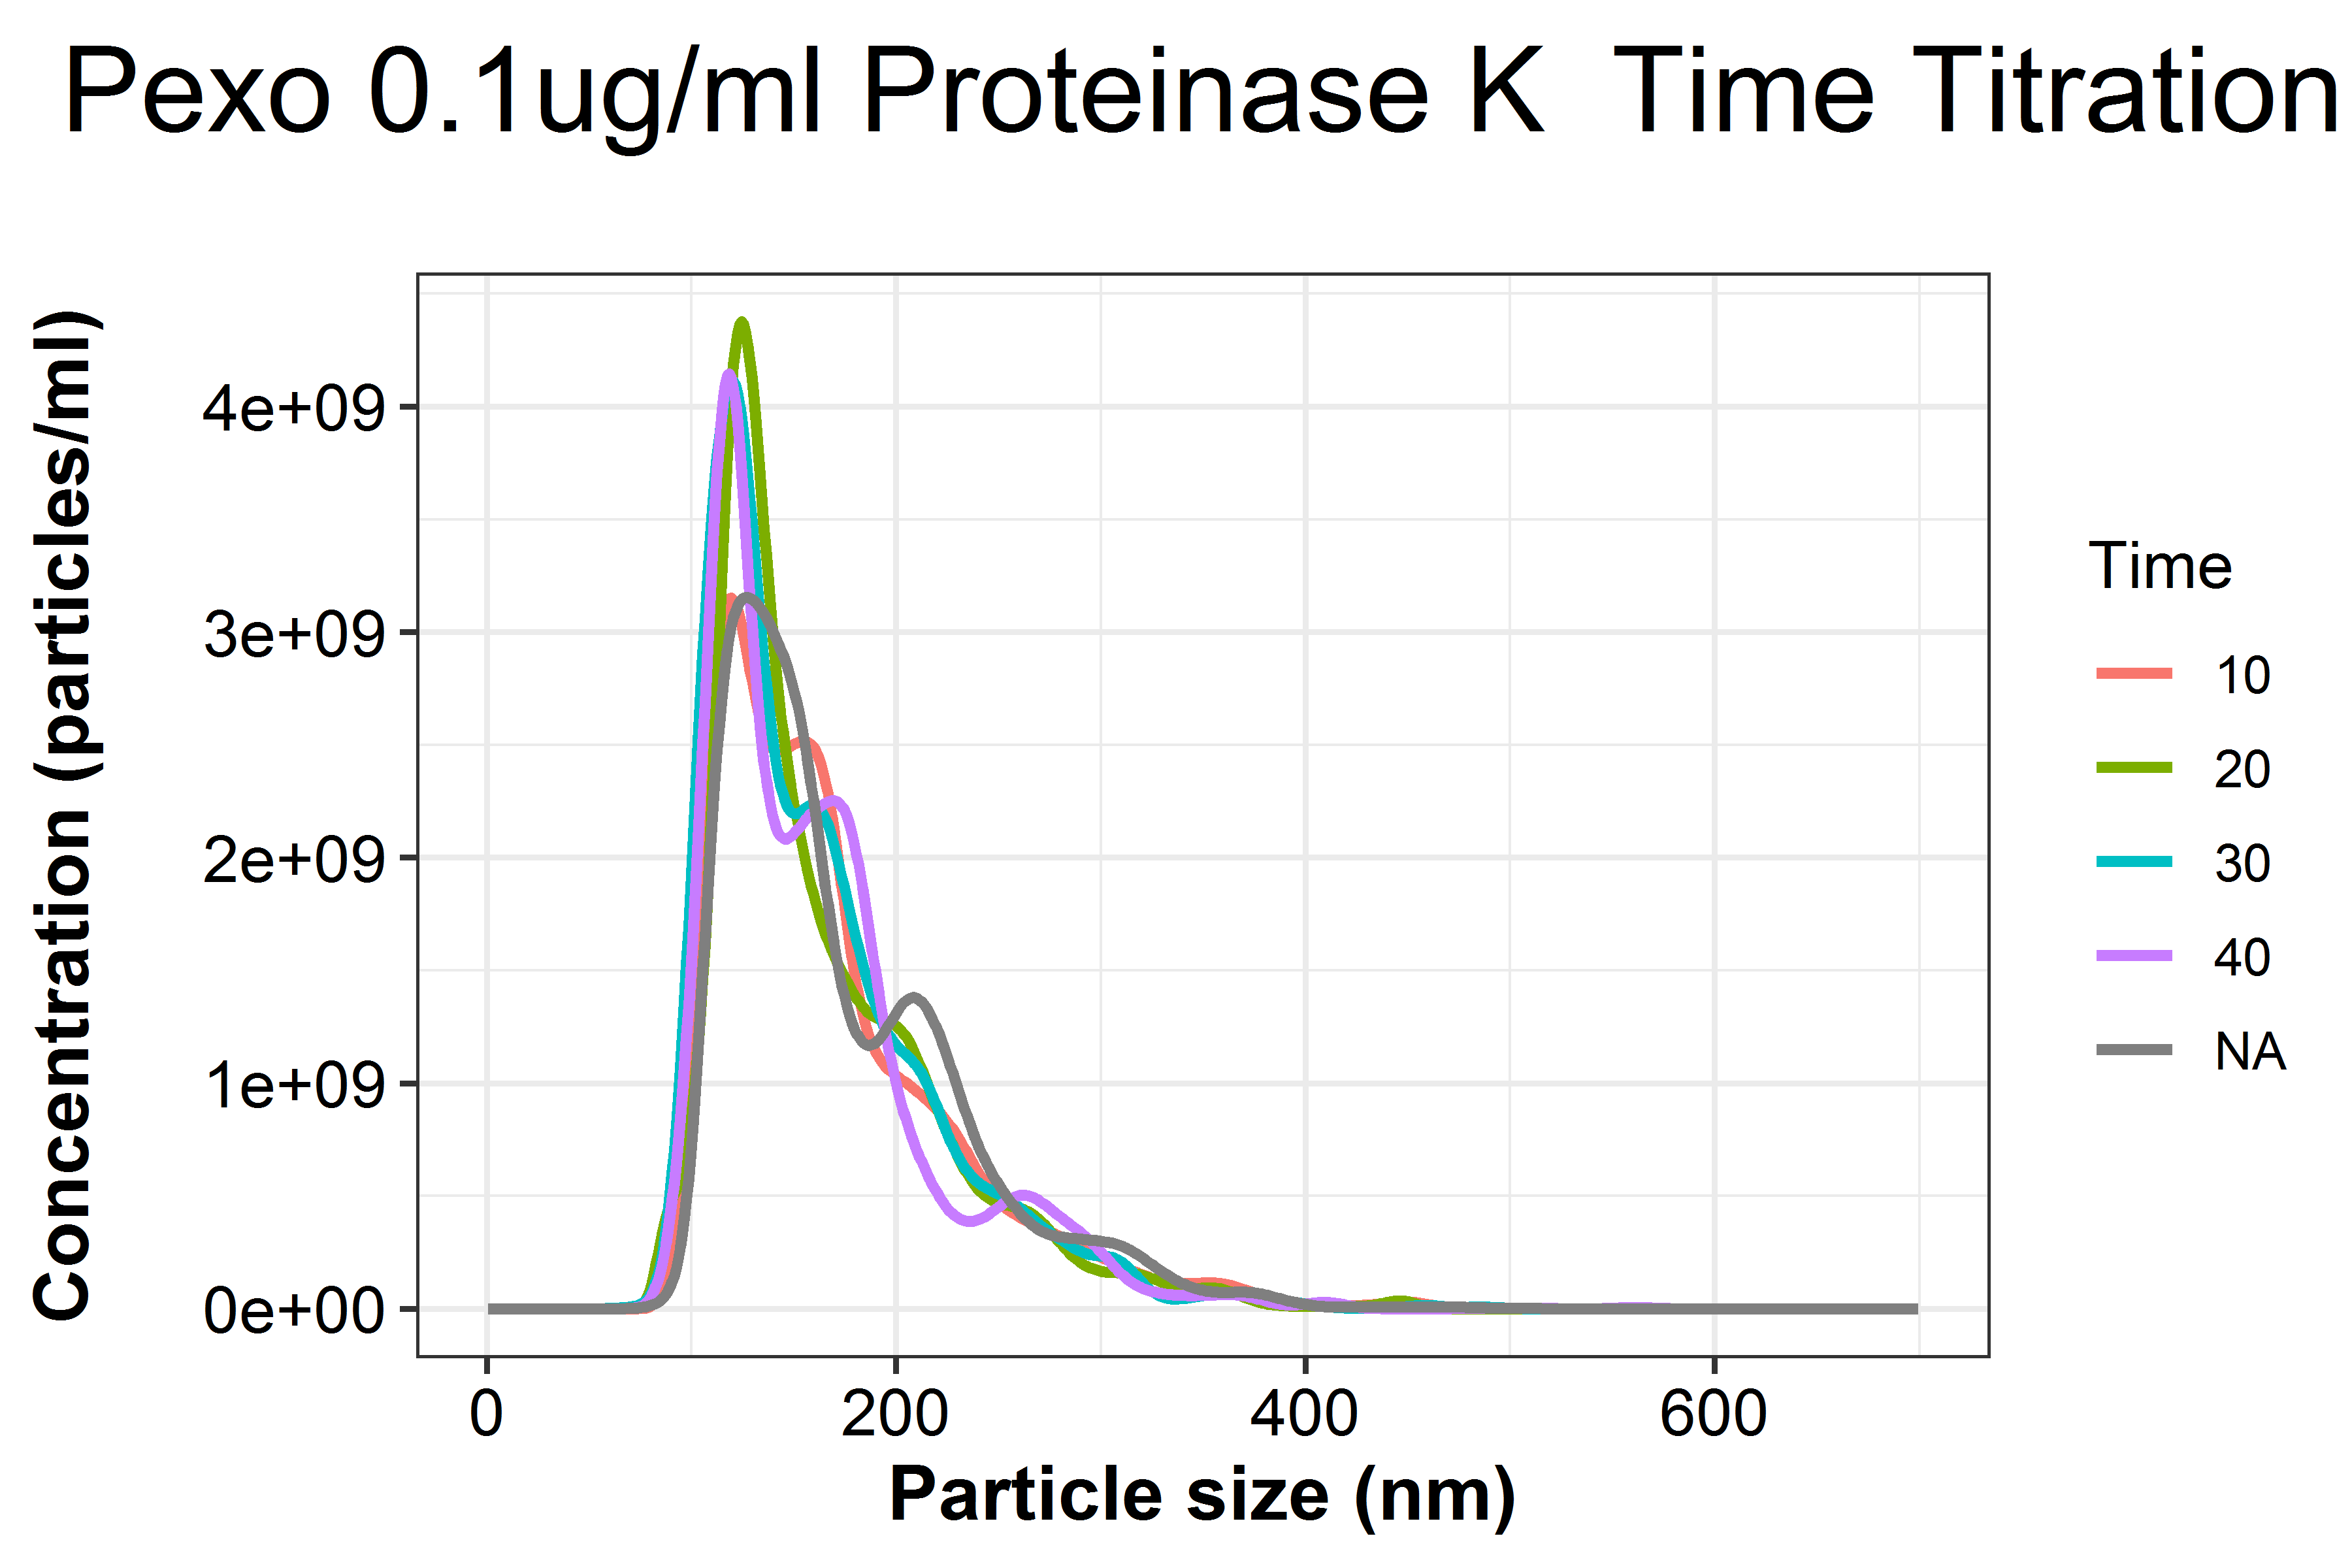 Pexo 0.1ug/ml Proteinase K  Time Titration
Concentration (particles/ml)
4e+09
3e+09
2e+09
1e+09
0e+00
0
200
400
600
Particle size (nm)
Time
10
20
30
40
NA